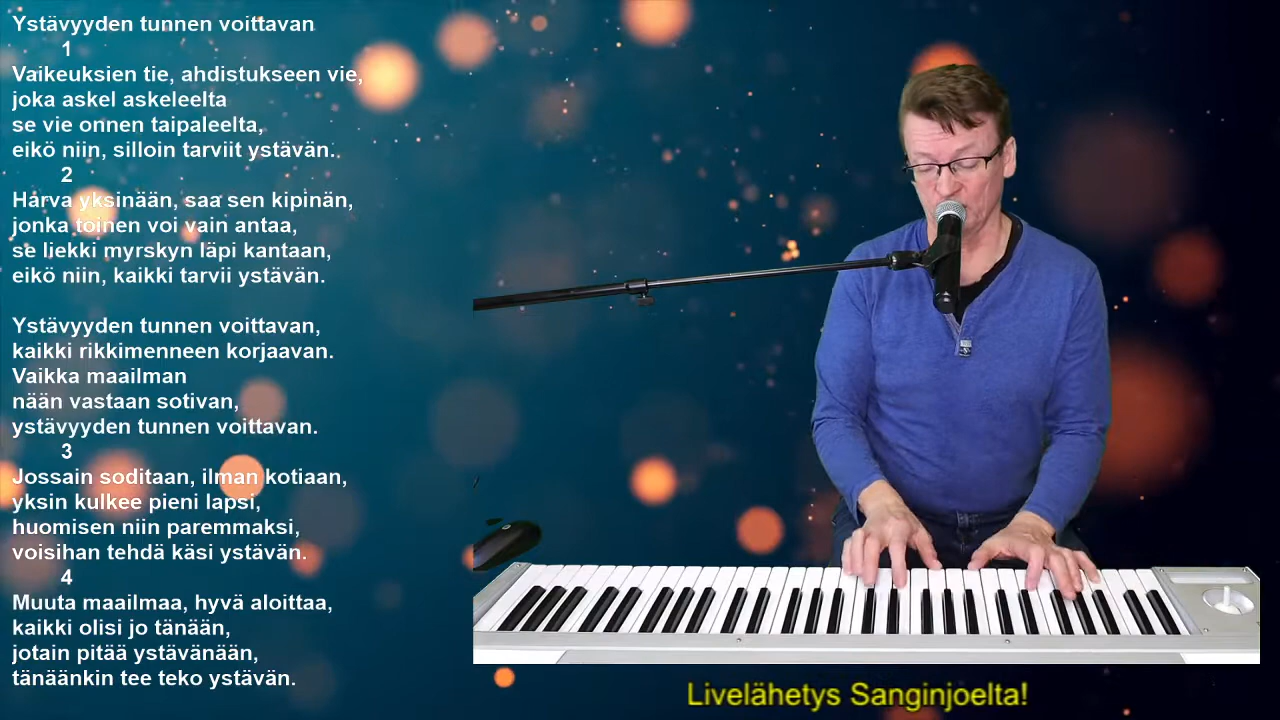 Ystävyyden tunnen voittavan
1
Vaikeuksien tie, ahdistukseen vie,
joka askel askeleelta
se vie onnen taipaleelta,
eikö niin, silloin tarviit ystävän.
2
Harva yksinään, saa sen kipinän,
jonka toinen voi vain antaa,
se liekki myrskyn läpi kantaan,
eikö niin, kaikki tarvii ystävän.
Ystävyyden tunnen voittavan,
kaikki rikkimenneen korjaavan.
Vaikka maailman
nään vastaan sotivan,
ystävyyden tunnen voittavan.
3
Jossain soditaan, ilman kotiaan,
yksin kulkee pieni lapsi,
huomisen niin paremmaksi,
voisihan tehdä käsi ystävän.
4
Muuta maailmaa, hyvä aloittaa,
kaikki olisi jo tänään,
jotain pitää ystävänään,
tänäänkin tee teko ystävän.
Livelähetys Sanginjoelta!